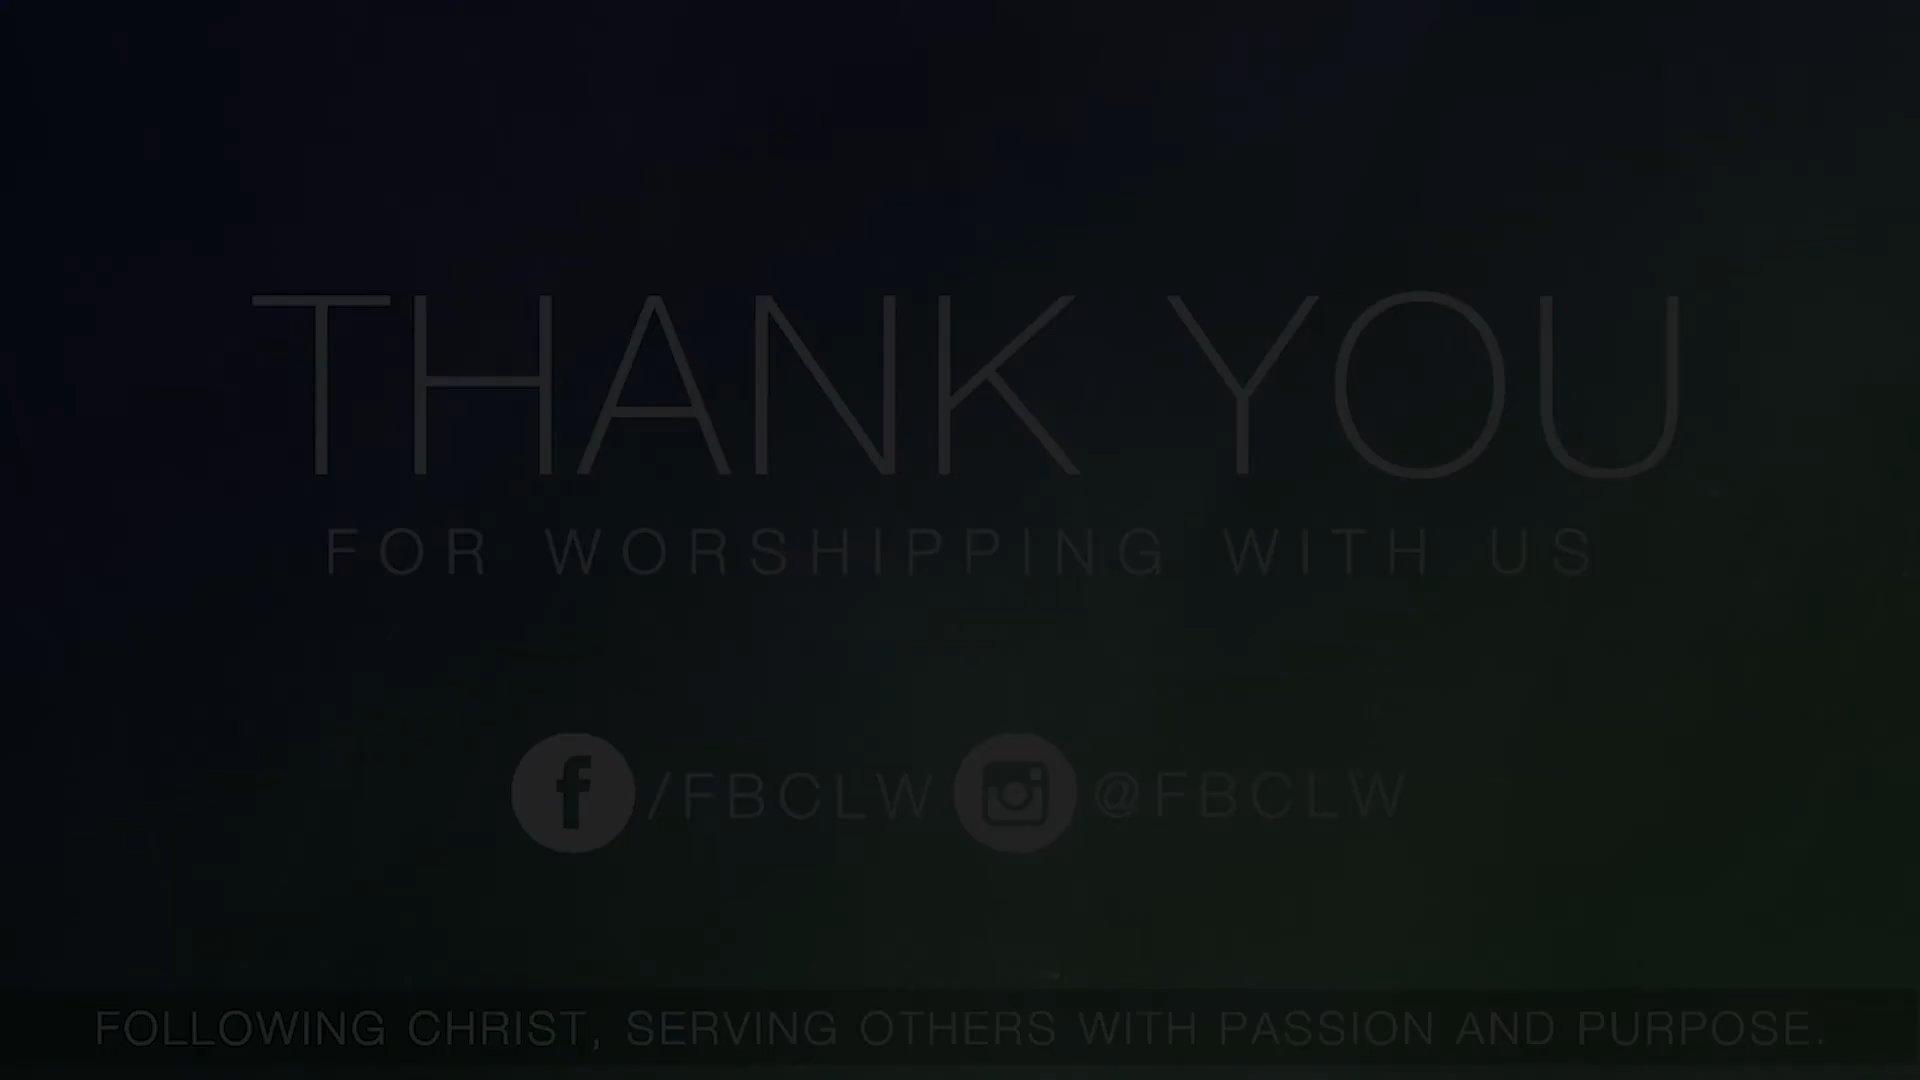 THANK YOU
FOR WORSHIPPING WITH US
/FBCLW @FBCLW
FOLLOWING CHRIST, SERVING OTHERS WITH PASSION AND PURPOSE.